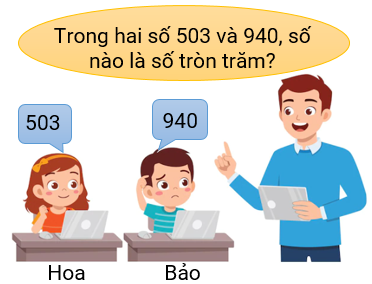 Trong hai số 503 và 940, số
nào là số tròn trăm?
503
940
Hoa
Bảo